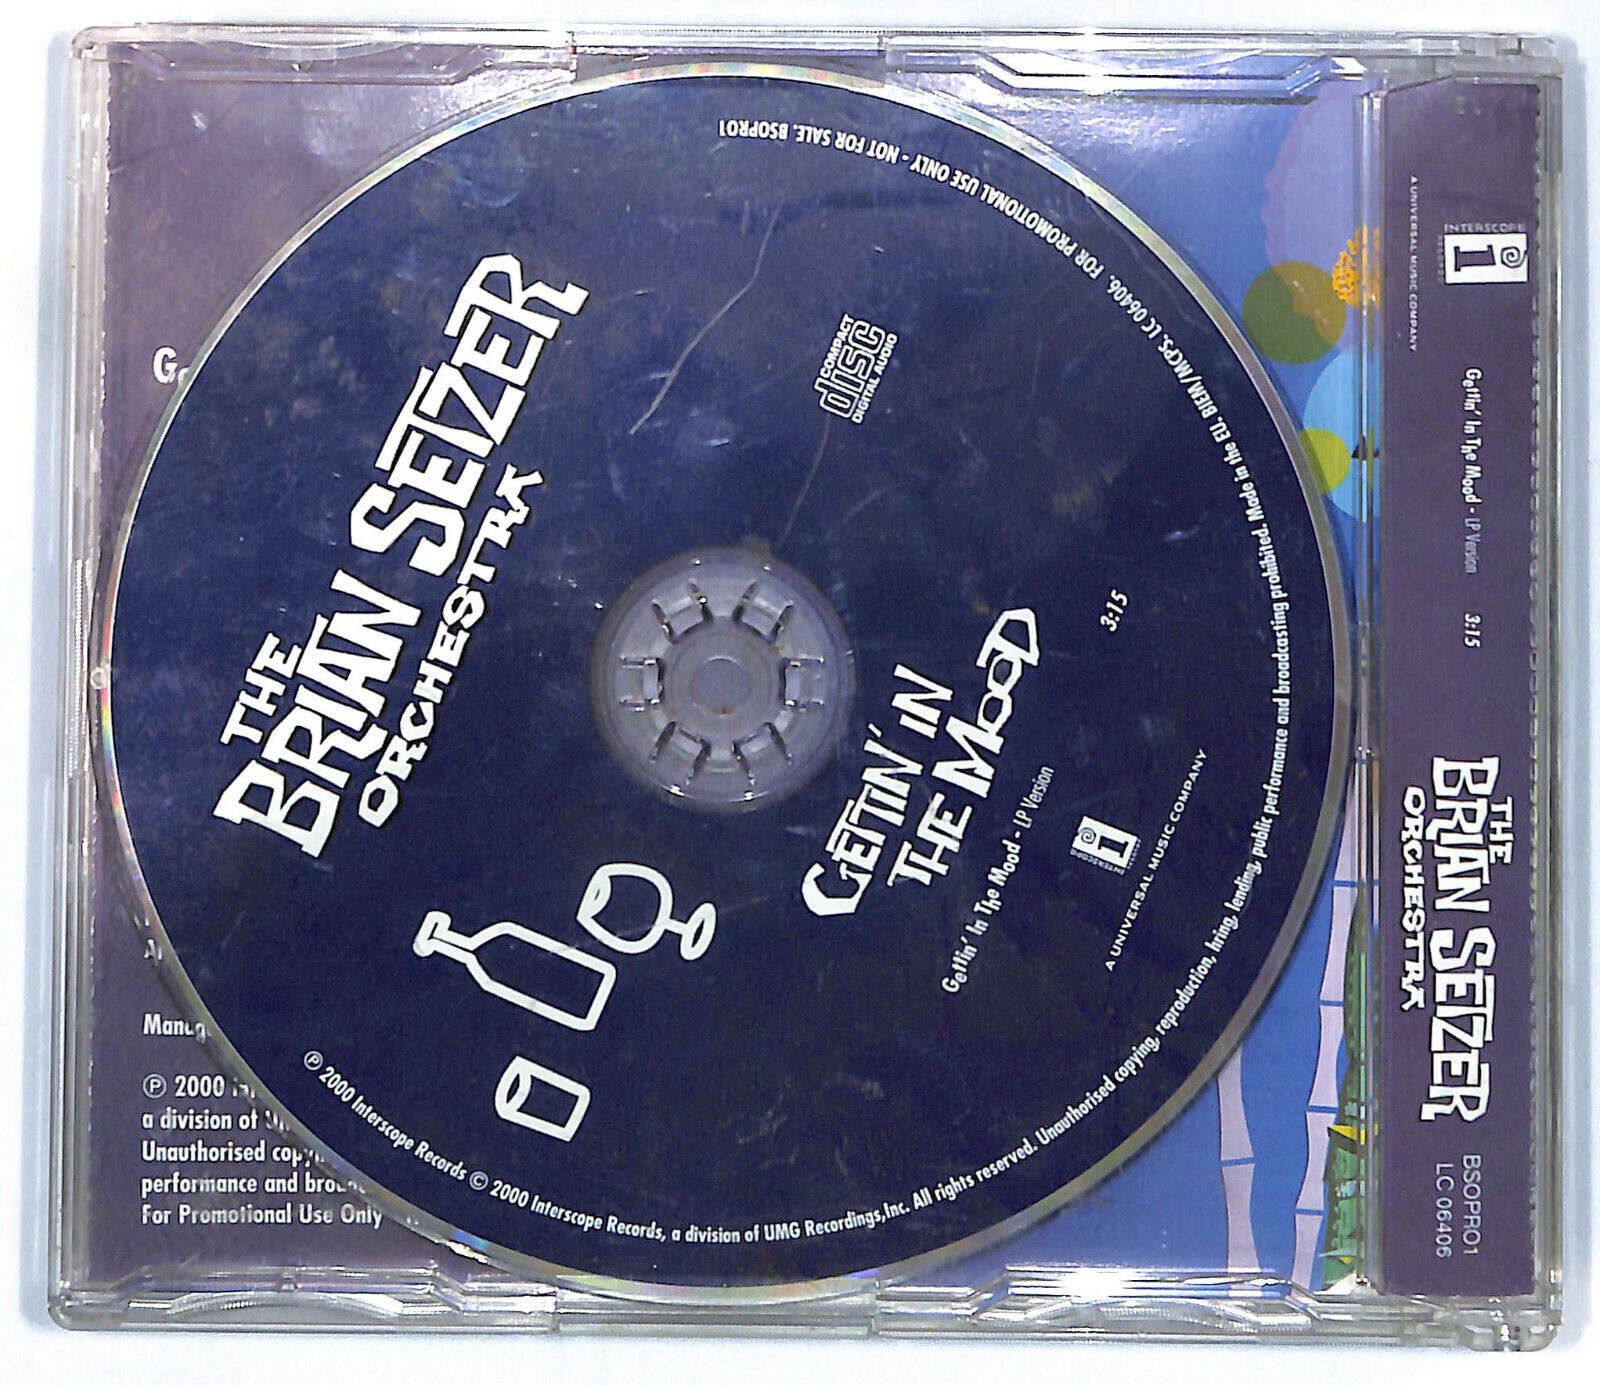 THE
BRIAN SETZER
ORCHESTRA
COMPACT
disc
DIGITAL AUDIO
GETTIN' IN
THE MOOD
3:15
Gettin' In The Mood - LP Version
INTERSCOPE
A UNIVERSAL MUSIC COMPANY
℗ 2000 Interscope Records © 2000 Interscope Records, a division of UMG Recordings,Inc. All rights reserved. Unauthorised copying, reproduction, hiring, lending, public performance and broadcasting prohibited. Made in the EU. BIEM/MCPS. LC 06406. FOR PROMOTIONAL USE ONLY - NOT FOR SALE. BSOPRO1
Manag
℗ 2000
a division of
Unauthorised copy
performance and broa
For Promotional Use Only
INTERSCOPE
RECORDS
A UNIVERSAL MUSIC COMPANY
Gettin' In The Mood - LP Version 3:15
THE
BRIAN SETZER
ORCHESTRA
BSOPRO1
LC 06406